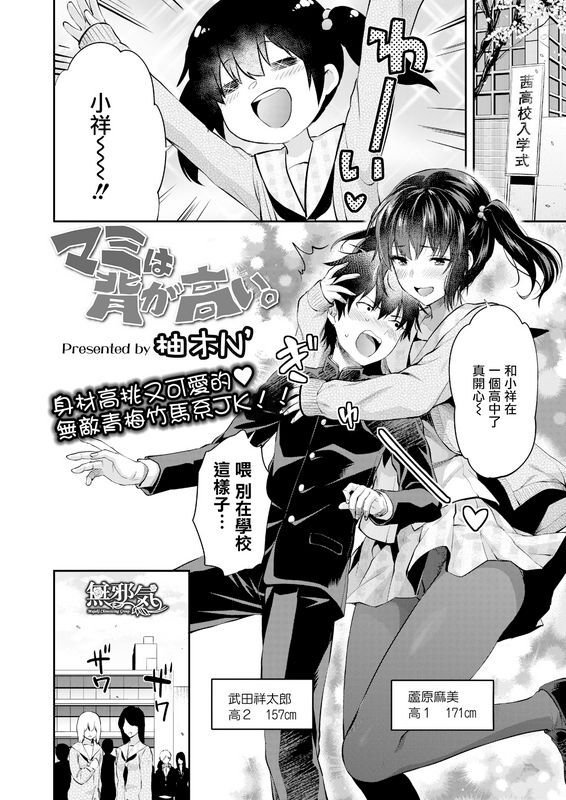 茜高校入学式
わーい♡
小祥~~~!!
マミは
背が高い。
Presented by 柚木N'
身材高挑又可愛的♥
無敵青梅竹馬系JK！！
和小祥在
一個高中了
真開心~
ギュ
喂 別在學校
這樣子…
蘆原麻美
高1 171cm
武田祥太郎
高2 157cm
無邪気
ザワ
ザワ